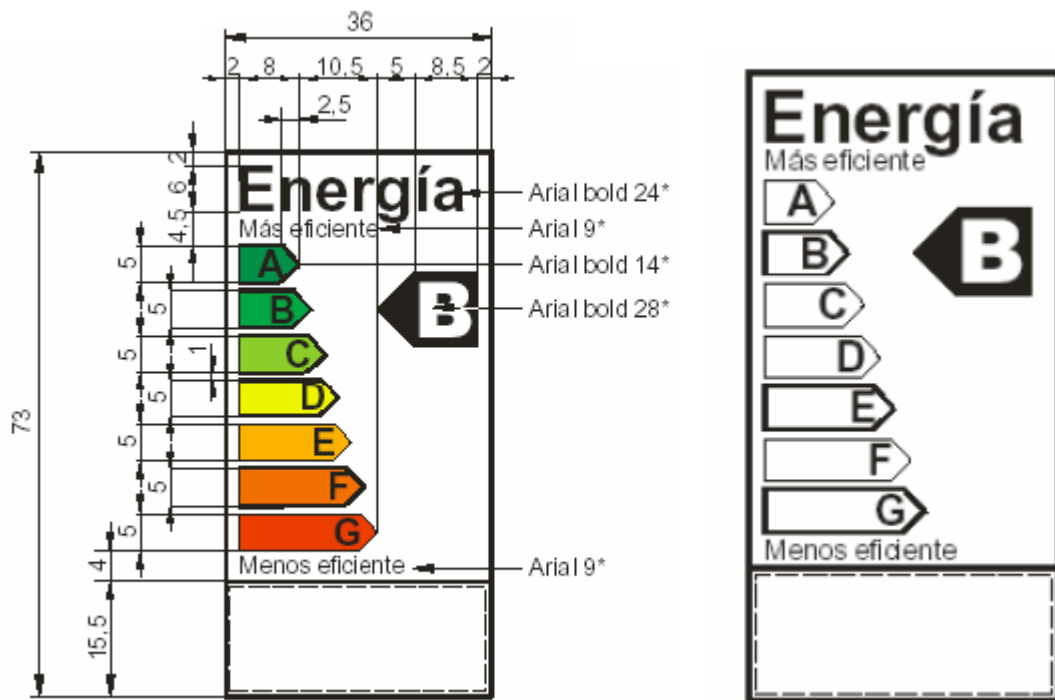 36
2 8 10,5 5 8,5 2
2,5
2
6
4,5
Energía
Arial bold 24*
Más eficiente
Arial 9*
5
A
Arial bold 14*
5
B
B
Arial bold 28*
5
C
1
5
D
73
5
E
5
F
5
G
4
Menos eficiente
Arial 9*
15,5
Energía
Más eficiente
A
B
B
C
D
E
F
G
Menos eficiente